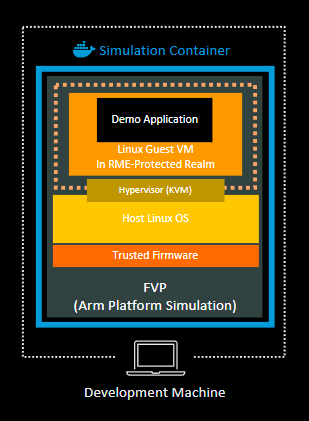 Simulation Container
Demo Application
Linux Guest VM
In RME-Protected Realm
Hypervisor (KVM)
Host Linux OS
Trusted Firmware
FVP
(Arm Platform Simulation)
Development Machine